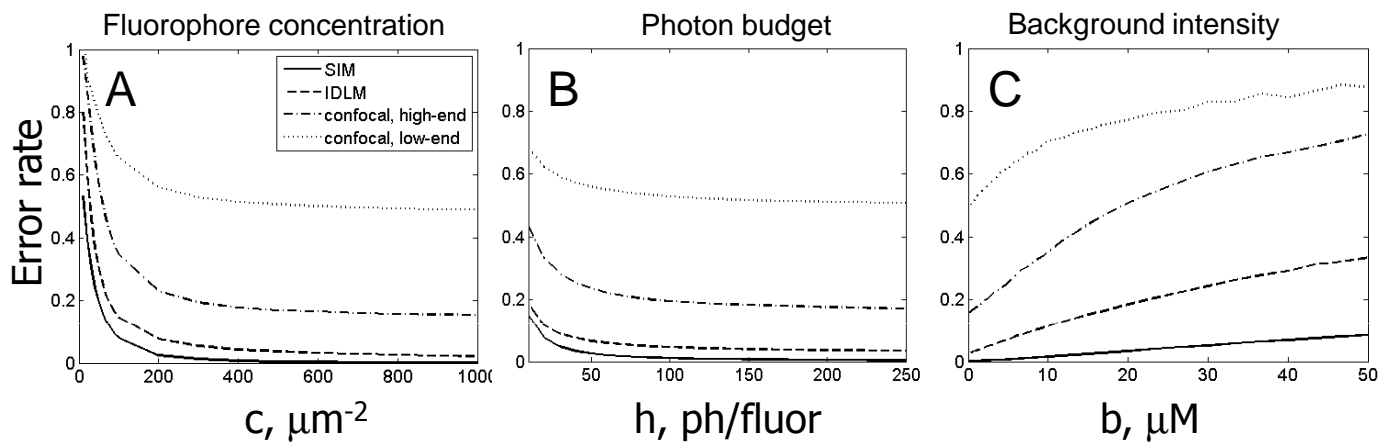 Fluorophore concentration
Photon budget
Background intensity
Error rate
1
0.8
0.6
0.4
0.2
0
A
SIM
IDLM
confocal, high-end
confocal, low-end
0 200 400 600 800 1000
c, μm⁻²
1
0.8
0.6
0.4
0.2
0
B
50 100 150 200 250
h, ph/fluor
1
0.8
0.6
0.4
0.2
0
C
0 10 20 30 40 50
b, μM